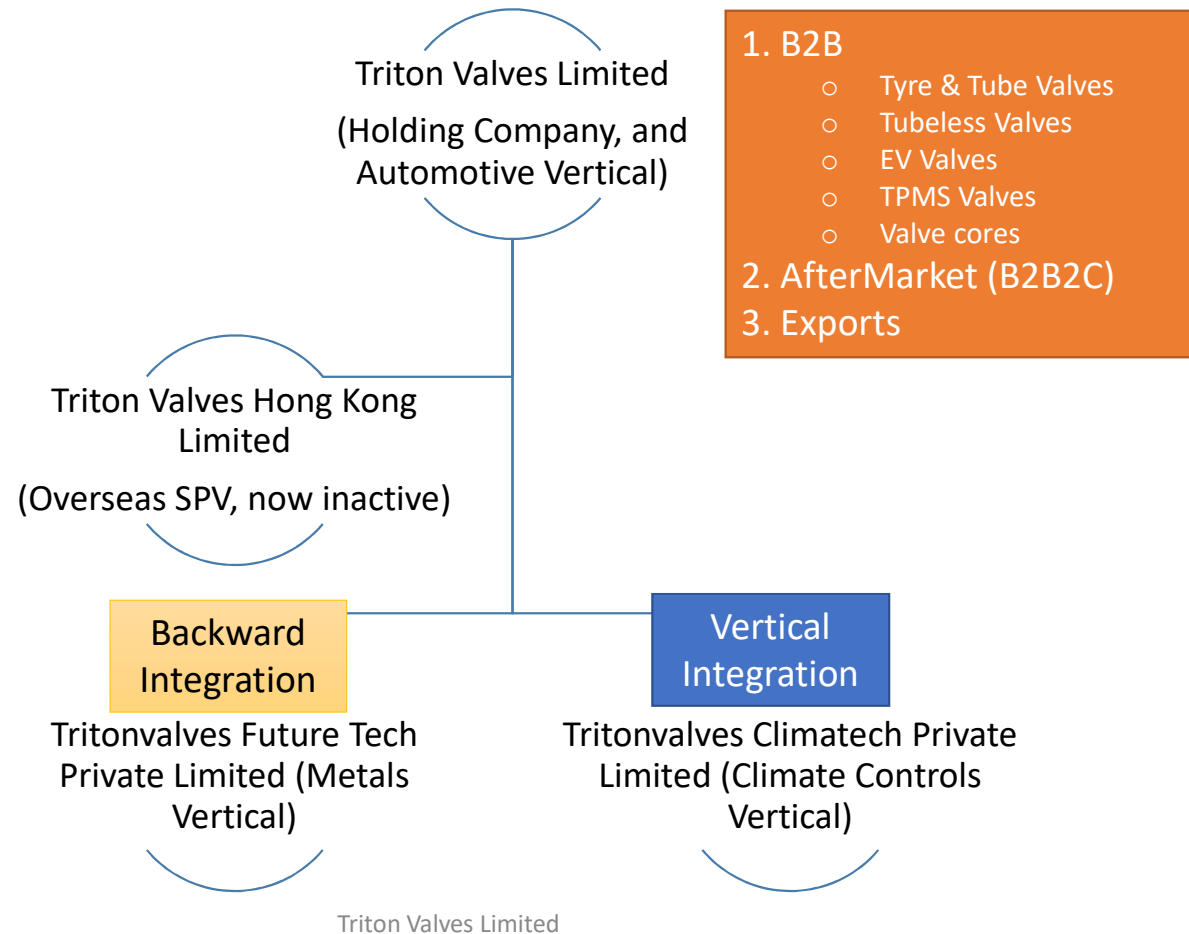 Triton Valves Limited
(Holding Company, and
Automotive Vertical)
1. B2B
o Tyre & Tube Valves
o Tubeless Valves
o EV Valves
o TPMS Valves
o Valve cores
2. AfterMarket (B2B2C)
3. Exports
Triton Valves Hong Kong
Limited
(Overseas SPV, now inactive)
Backward
Integration
Tritonvalves Future Tech
Private Limited (Metals
Vertical)
Vertical
Integration
Tritonvalves Climatech Private
Limited (Climate Controls
Vertical)
Triton Valves Limited